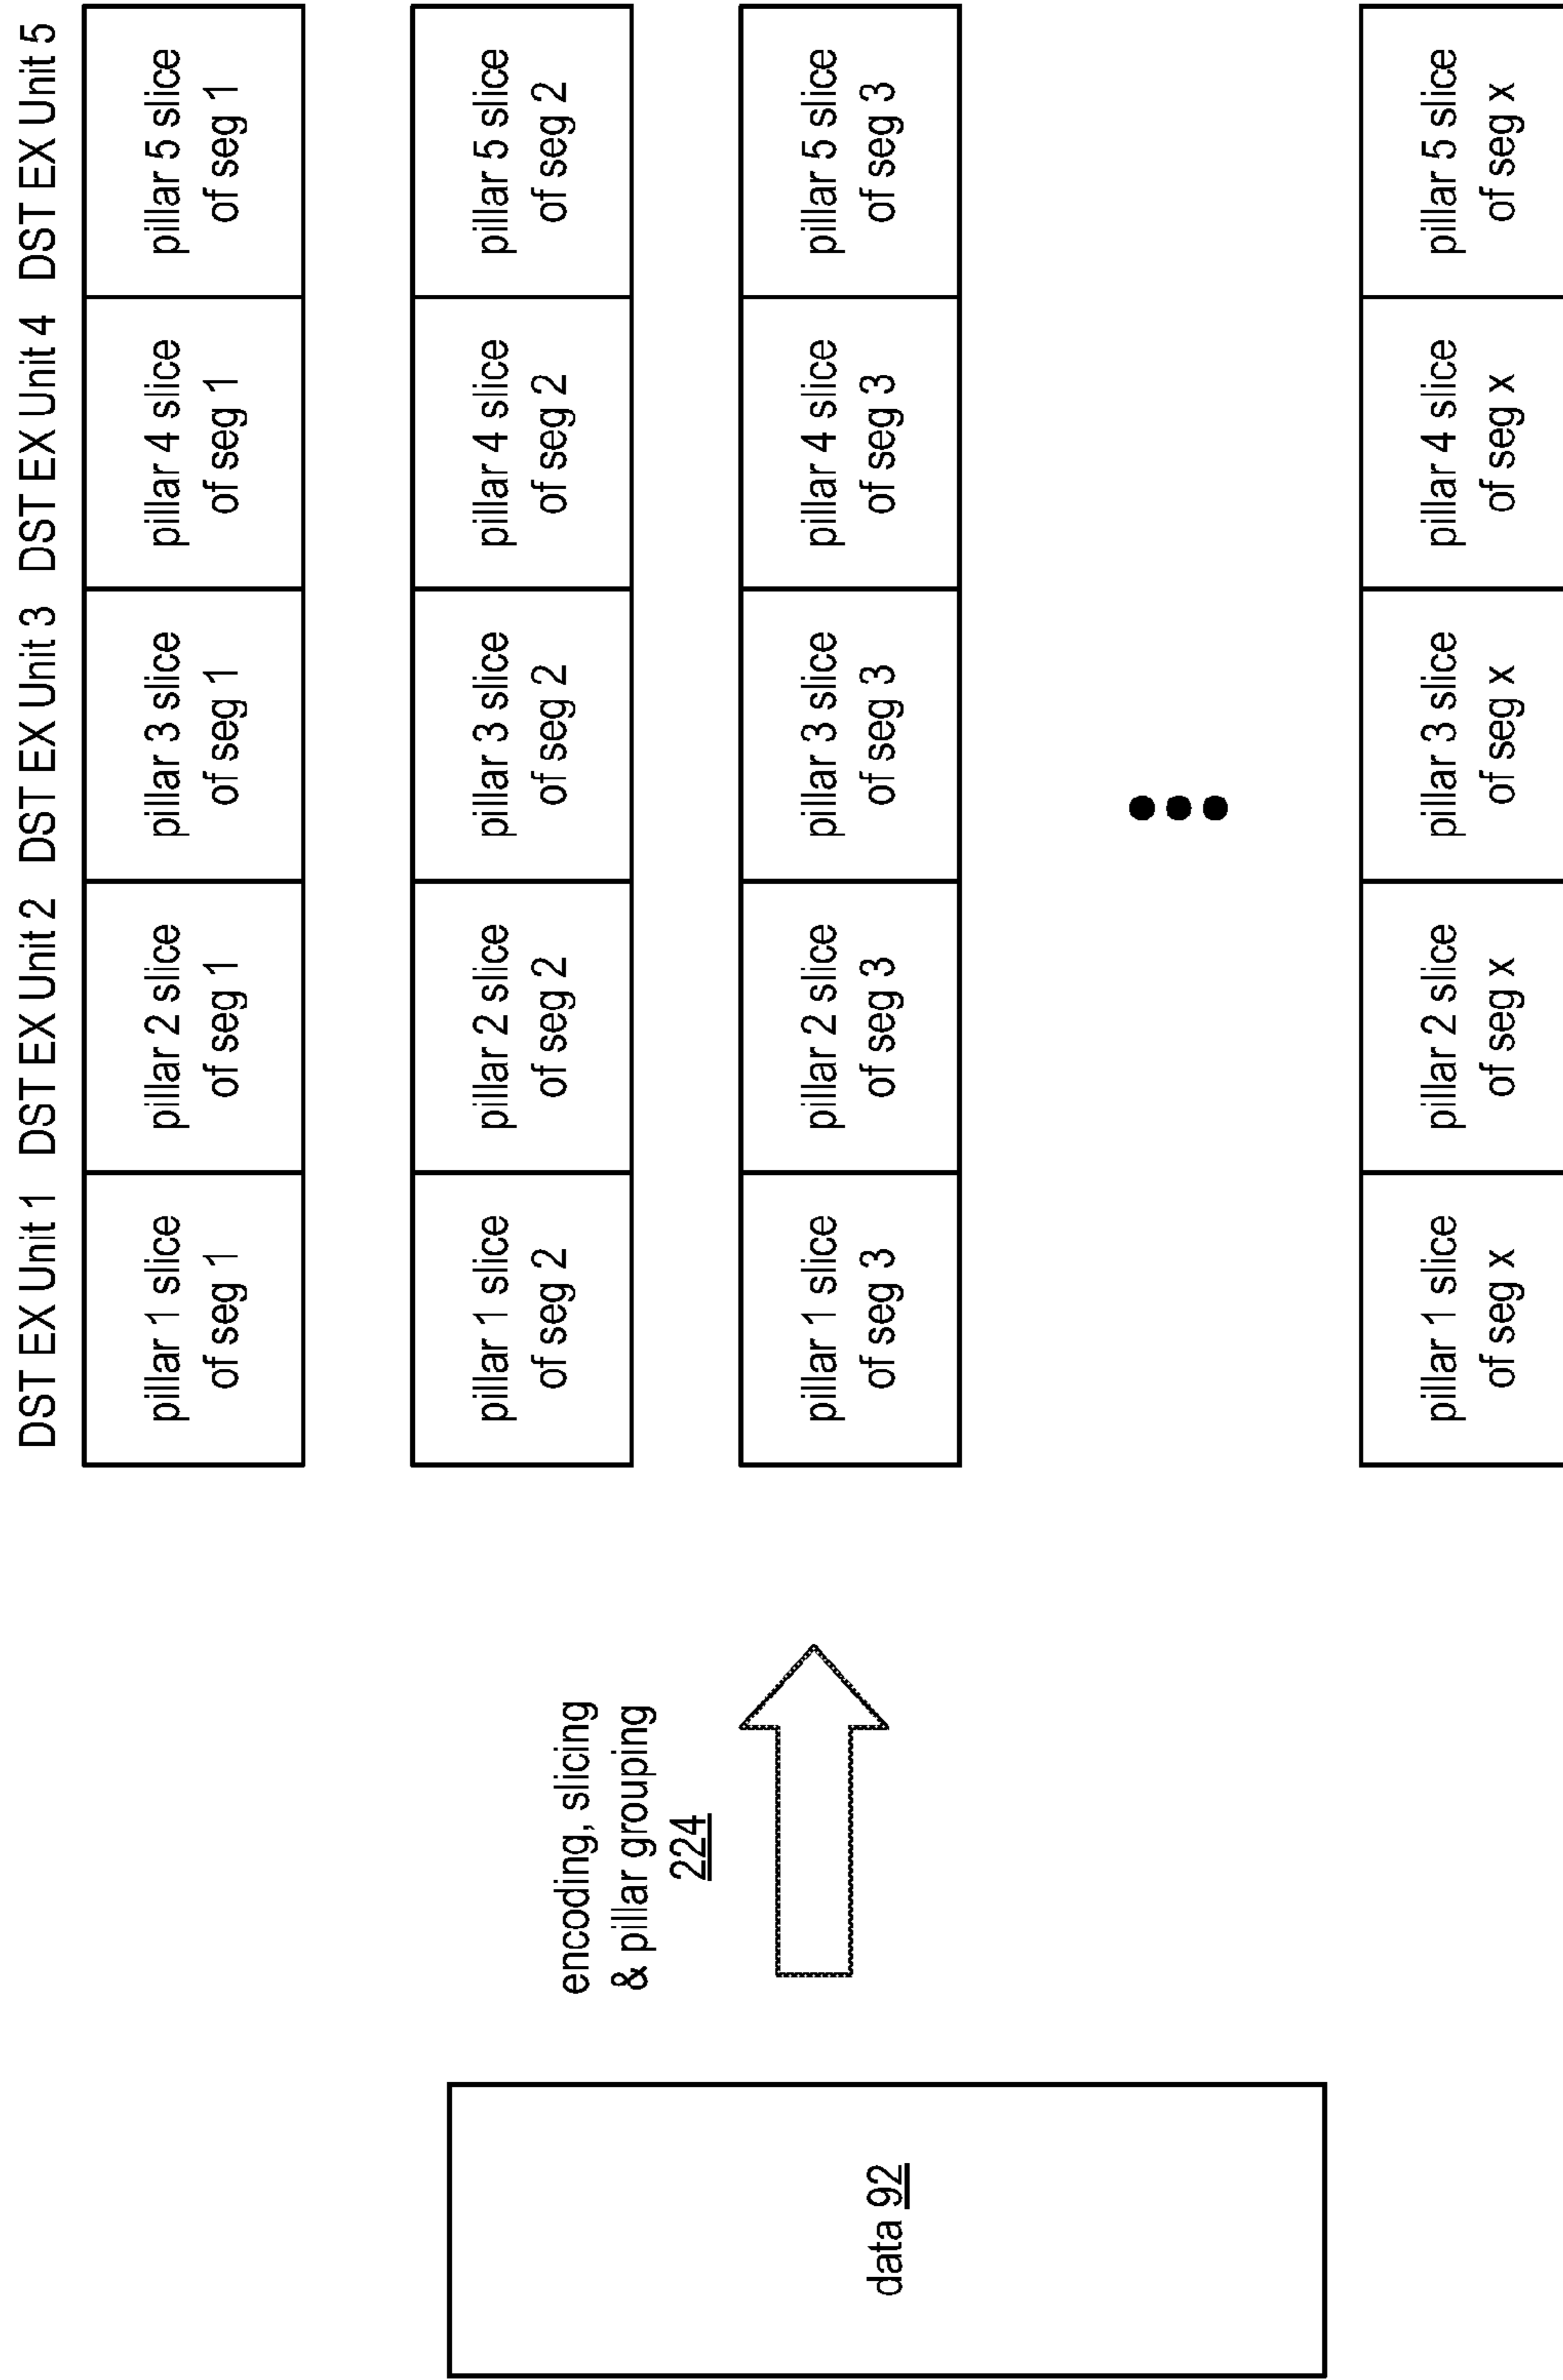 data 92
encoding, slicing
& pillar grouping
224
DST EX Unit 1 DST EX Unit 2 DST EX Unit 3 DST EX Unit 4 DST EX Unit 5
pillar 1 slice
of seg 1
pillar 2 slice
of seg 1
pillar 3 slice
of seg 1
pillar 4 slice
of seg 1
pillar 5 slice
of seg 1
pillar 1 slice
of seg 2
pillar 2 slice
of seg 2
pillar 3 slice
of seg 2
pillar 4 slice
of seg 2
pillar 5 slice
of seg 2
pillar 1 slice
of seg 3
pillar 2 slice
of seg 3
pillar 3 slice
of seg 3
pillar 4 slice
of seg 3
pillar 5 slice
of seg 3
pillar 1 slice
of seg x
pillar 2 slice
of seg x
pillar 3 slice
of seg x
pillar 4 slice
of seg x
pillar 5 slice
of seg x